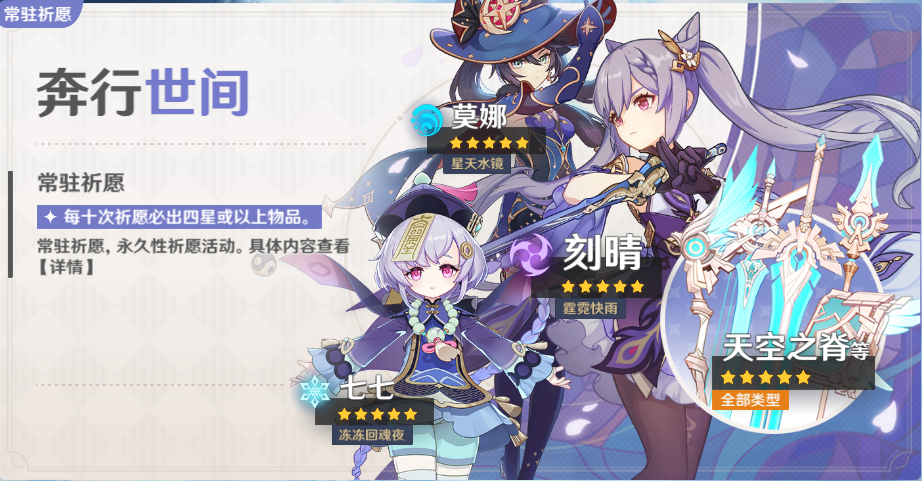 常驻祈愿
奔行世间
常驻祈愿
每十次祈愿必出四星或以上物品。
常驻祈愿，永久性祈愿活动。具体内容查看
【详情】
莫娜
星天水镜
刻晴
霆霓快雨
七七
冻冻回魂夜
天空之脊等
全部类型